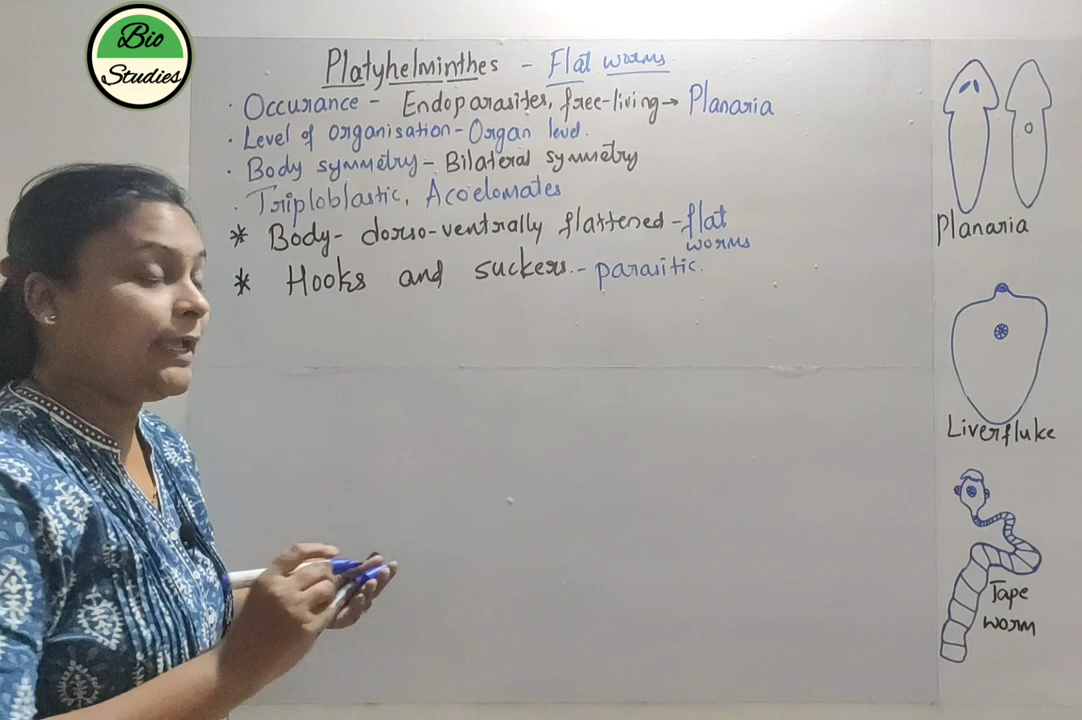 Bio
Studies
Platyhelminthes - Flat worms
· Occurance - Endoparasites, free-living → Planaria
· Level of organisation - Organ level.
· Body symmetry - Bilateral symmetry
· Triploblastic, Acoelomates
* Body - dorso-ventrally flattened - flat
worms
* Hooks and suckers. - parasitic.
Planaria
Liverfluke
Tape
worm